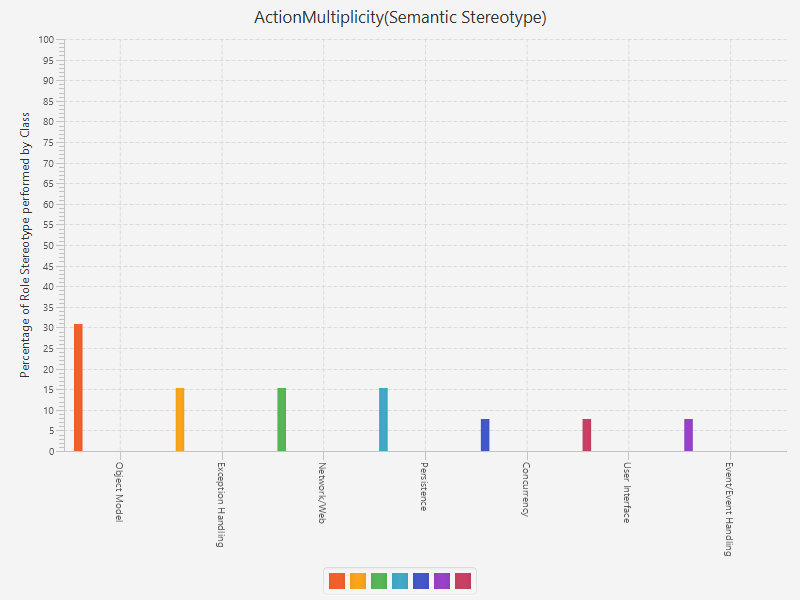 ActionMultiplicity(Semantic Stereotype)
Percentage of Role Stereotype performed by Class
100
95
90
85
80
75
70
65
60
55
50
45
40
35
30
25
20
15
10
5
0
Object Model
Exception Handling
Network/Web
Persistence
Concurrency
User Interface
Event/Event Handling